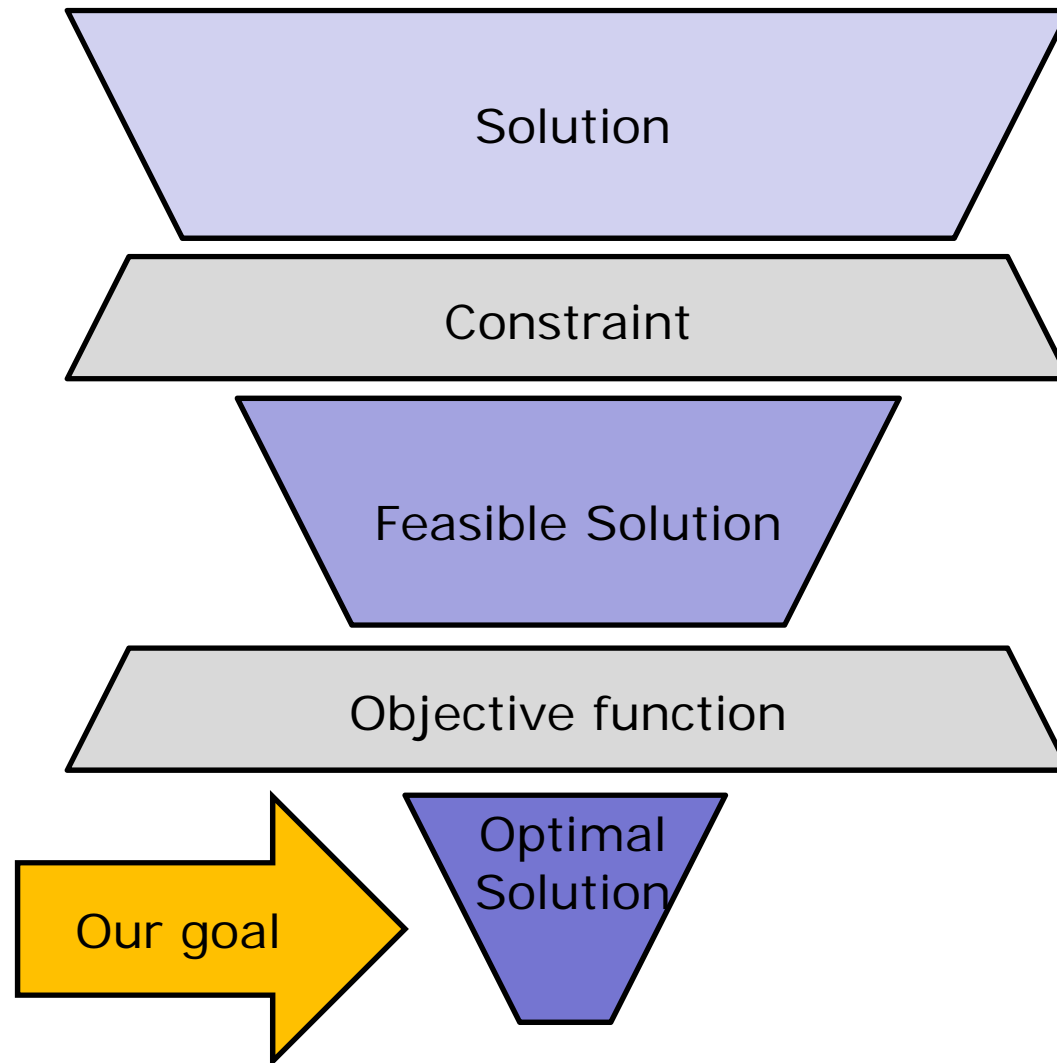 Solution
Constraint
Feasible Solution
Objective function
Optimal
Solution
Our goal